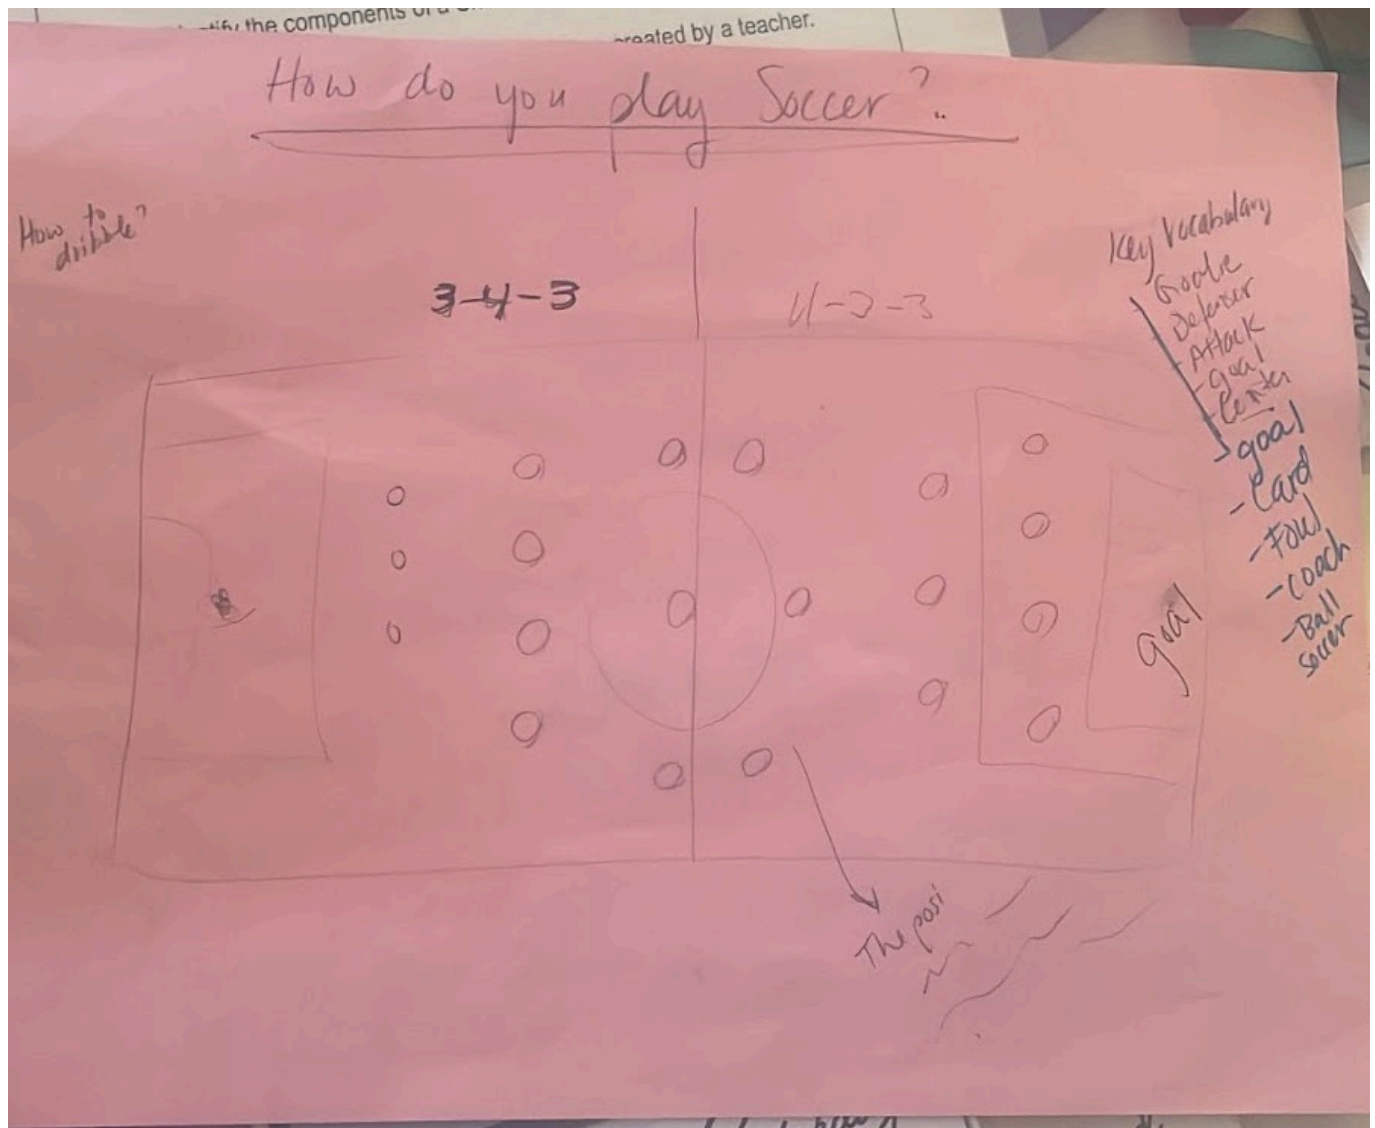 the components of a
created by a teacher.
How do you play Soccer?
How to
dribble?
3-4-3
4-3-3
Key Vocabulary
Goalie
Defenser
- Attack
- goal
- Center
- goal
- Card
- Foul
- coach
- Ball
soccer
goal
The posi